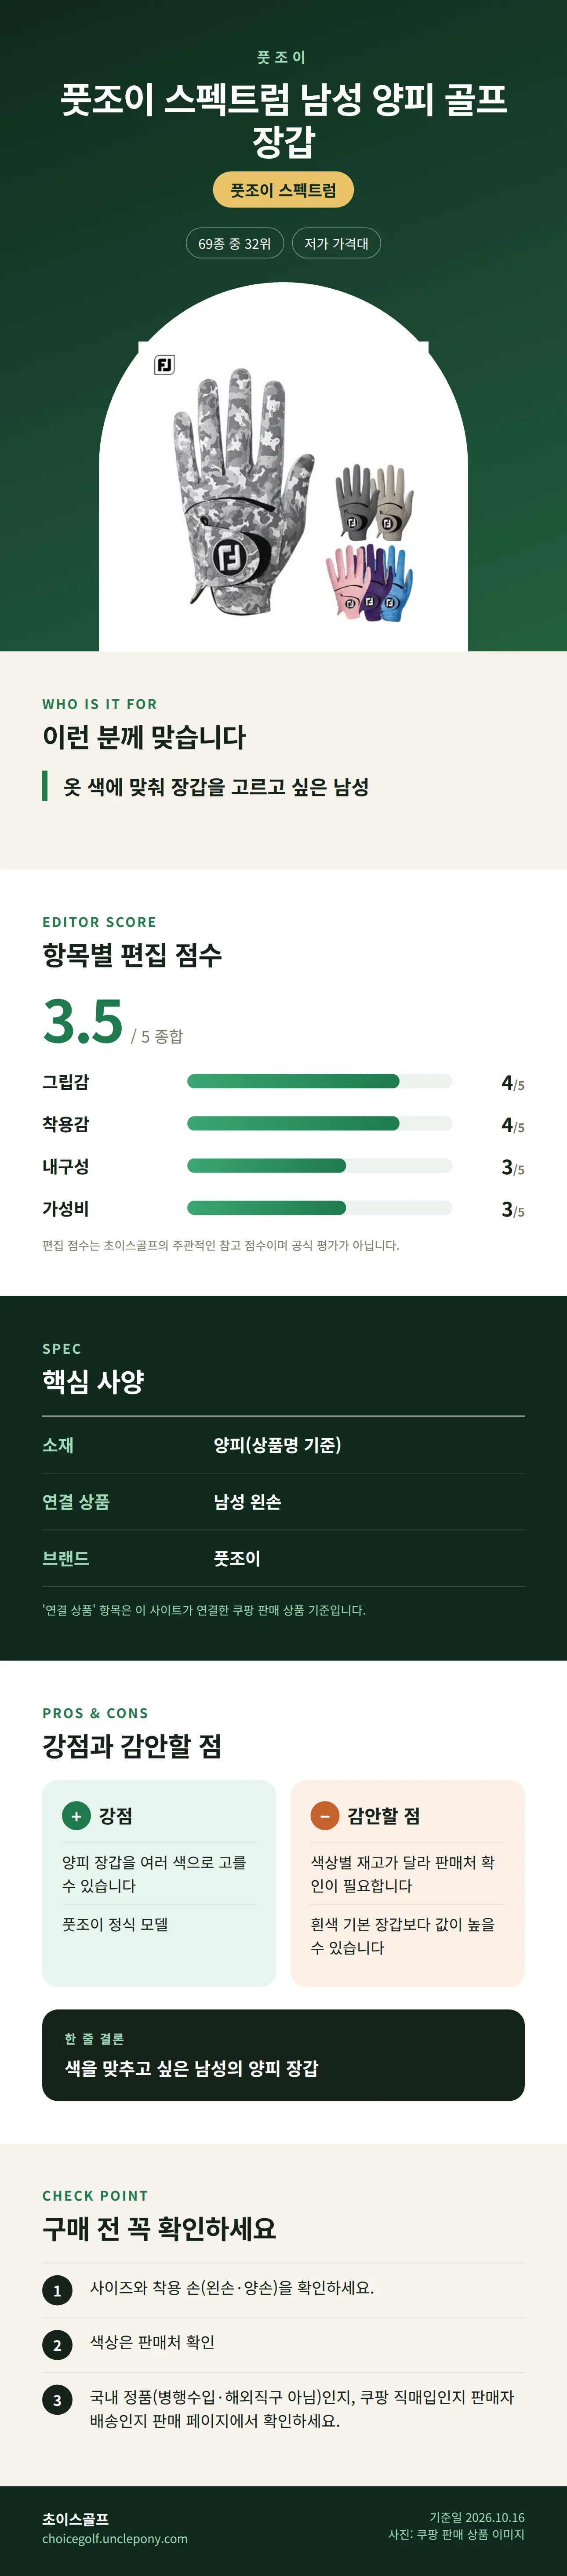 풋조이
풋조이 스펙트럼 남성 양피 골프
장갑
풋조이 스펙트럼
69종 중 32위
저가 가격대
FJ
WHO IS IT FOR
이런 분께 맞습니다
옷 색에 맞춰 장갑을 고르고 싶은 남성
EDITOR SCORE
항목별 편집 점수
3.5 / 5 종합
그립감 4/5
착용감 4/5
내구성 3/5
가성비 3/5
편집 점수는 초이스골프의 주관적인 참고 점수이며 공식 평가가 아닙니다.
SPEC
핵심 사양
소재 양피(상품명 기준)
연결 상품 남성 왼손
브랜드 풋조이
'연결 상품' 항목은 이 사이트가 연결한 쿠팡 판매 상품 기준입니다.
PROS & CONS
강점과 감안할 점
+ 강점
양피 장갑을 여러 색으로 고를
수 있습니다
풋조이 정식 모델
− 감안할 점
색상별 재고가 달라 판매처 확
인이 필요합니다
흰색 기본 장갑보다 값이 높을
수 있습니다
한 줄 결론
색을 맞추고 싶은 남성의 양피 장갑
CHECK POINT
구매 전 꼭 확인하세요
1 사이즈와 착용 손(왼손·양손)을 확인하세요.
2 색상은 판매처 확인
3 국내 정품(병행수입·해외직구 아님)인지, 쿠팡 직매입인지 판매자
배송인지 판매 페이지에서 확인하세요.
초이스골프
choicegolf.unclepony.com
기준일 2026.10.16
사진: 쿠팡 판매 상품 이미지